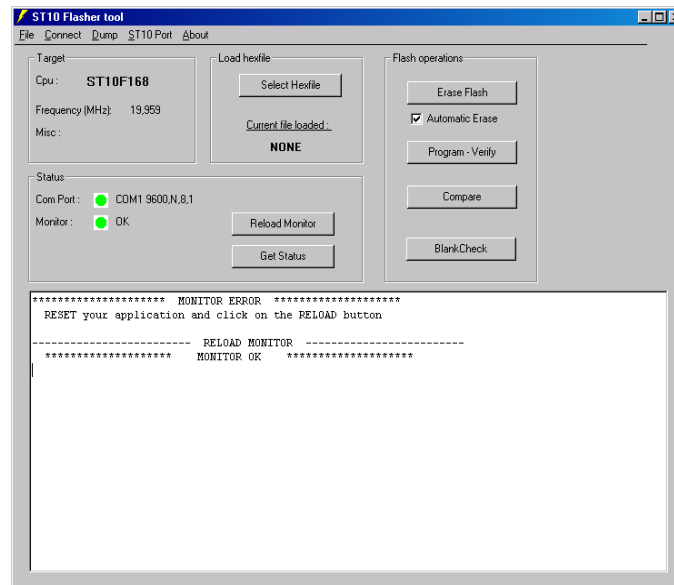 ST10 Flasher tool
File Connect Dump ST10 Port About
Target
Cpu : ST10F168
Frequency (MHz): 19,959
Misc :
Load hexfile
Select Hexfile
Current file loaded :
NONE
Flash operations
Erase Flash
Automatic Erase
Program - Verify
Compare
BlankCheck
Status
Com Port : COM1 9600,N,8,1
Monitor : OK
Reload Monitor
Get Status
********************* MONITOR ERROR ********************
RESET your application and click on the RELOAD button
------------------------- RELOAD MONITOR -------------------------
******************** MONITOR OK ********************